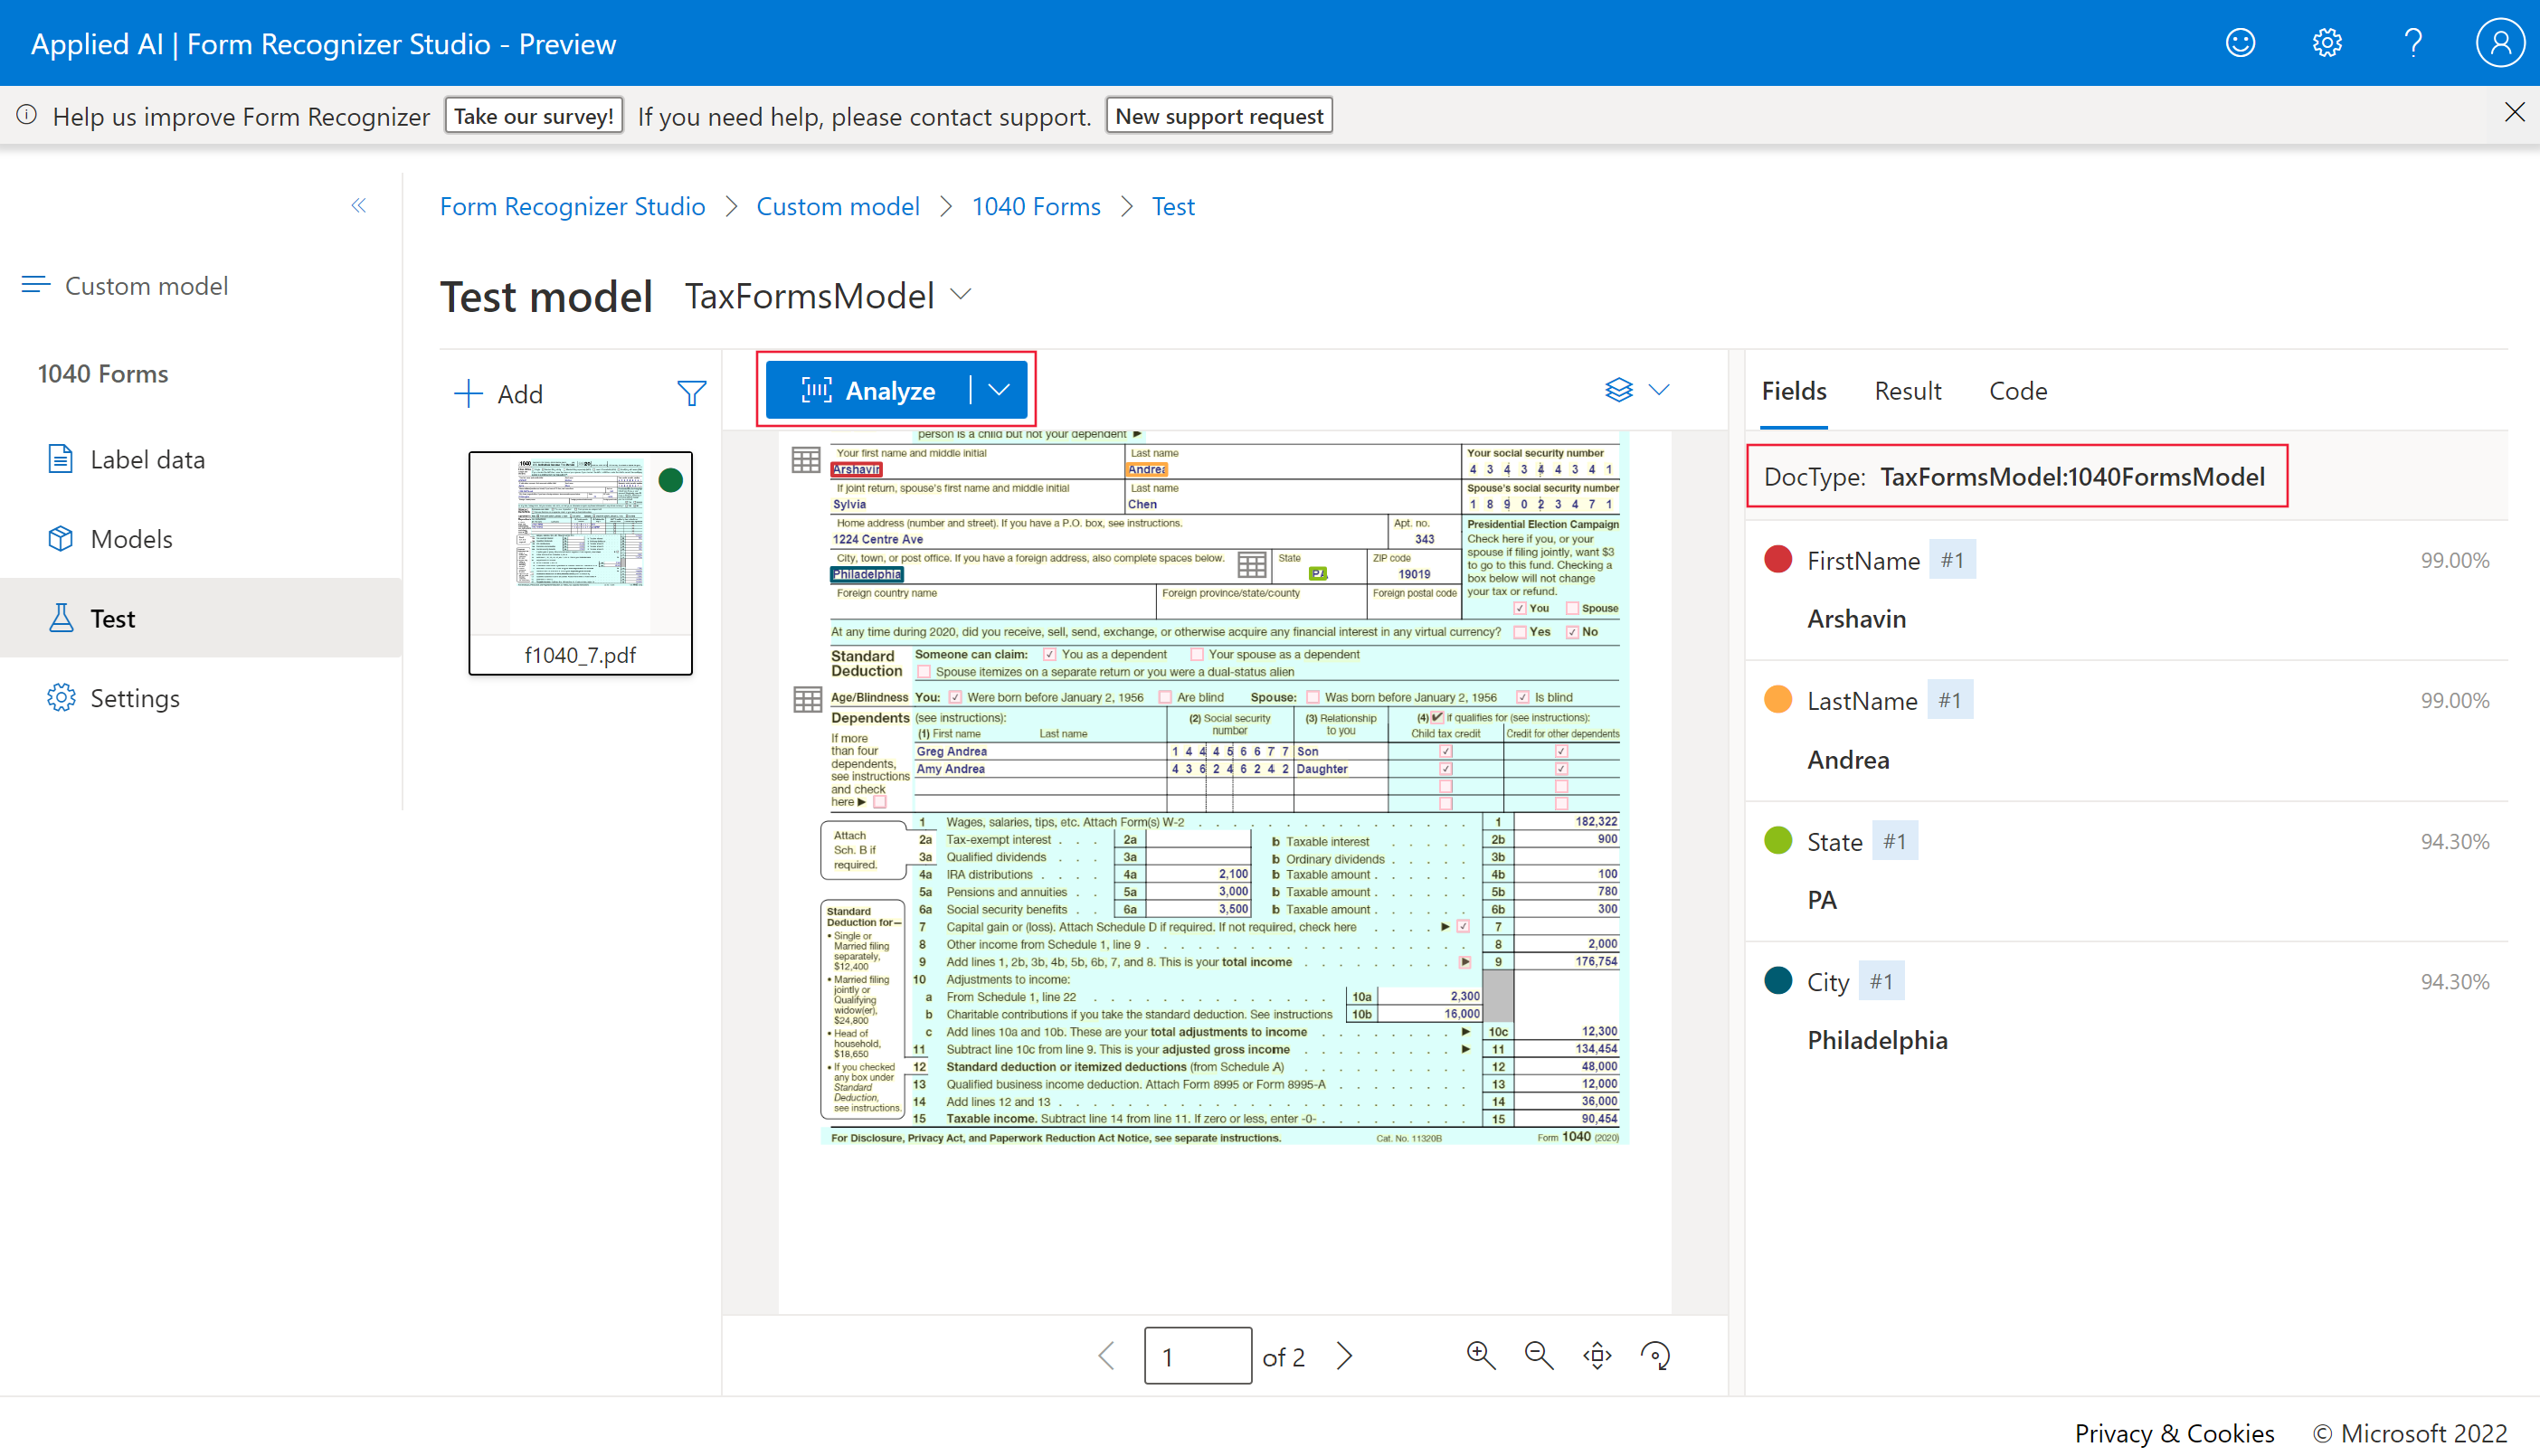 Applied AI | Form Recognizer Studio - Preview
Help us improve Form Recognizer Take our survey! If you need help, please contact support. New support request
Form Recognizer Studio > Custom model > 1040 Forms > Test
Custom model
Test model TaxFormsModel
1040 Forms
Label data
Models
Test
Settings
Add
f1040_7.pdf
Analyze
person is a child but not your dependent ►
Your first name and middle initial Last name Your social security number
Arshavin Andrea 4 3 4 3 4 4 3 4 1
If joint return, spouse's first name and middle initial Last name Spouse's social security number
Sylvia Chen 1 8 9 0 2 3 4 7 1
Home address (number and street). If you have a P.O. box, see instructions. Apt. no. Presidential Election Campaign
1224 Centre Ave 343
Check here if you, or your
spouse if filing jointly, want $3
to go to this fund. Checking a
box below will not change
your tax or refund.
You Spouse
City, town, or post office. If you have a foreign address, also complete spaces below. State ZIP code
Philadelphia PA 19019
Foreign country name Foreign province/state/county Foreign postal code
At any time during 2020, did you receive, sell, send, exchange, or otherwise acquire any financial interest in any virtual currency? Yes No
Standard Deduction
Someone can claim: You as a dependent Your spouse as a dependent
Spouse itemizes on a separate return or you were a dual-status alien
Age/Blindness You: Were born before January 2, 1956 Are blind Spouse: Was born before January 2, 1956 Is blind
Dependents (see instructions): (2) Social security number (3) Relationship to you (4) ✔ if qualifies for (see instructions):
(1) First name Last name Child tax credit Credit for other dependents
If more
than four
dependents,
see instructions
and check
here ►
Greg Andrea 1 4 4 4 5 6 6 7 7 Son
Amy Andrea 4 3 6 2 4 6 2 4 2 Daughter
Attach
Sch. B if
required.
1 Wages, salaries, tips, etc. Attach Form(s) W-2 1 182,322
2a Tax-exempt interest 2a b Taxable interest 2b 900
3a Qualified dividends 3a b Ordinary dividends 3b
4a IRA distributions 4a 2,100 b Taxable amount 4b 100
5a Pensions and annuities 5a 3,000 b Taxable amount 5b 780
6a Social security benefits 6a 3,500 b Taxable amount 6b 300
7 Capital gain or (loss). Attach Schedule D if required. If not required, check here ► 7
8 Other income from Schedule 1, line 9 8 2,000
9 Add lines 1, 2b, 3b, 4b, 5b, 6b, 7, and 8. This is your total income ► 9 176,754
10 Adjustments to income:
a From Schedule 1, line 22 10a 2,300
b Charitable contributions if you take the standard deduction. See instructions 10b 16,000
c Add lines 10a and 10b. These are your total adjustments to income ► 10c 12,300
11 Subtract line 10c from line 9. This is your adjusted gross income ► 11 134,454
12 Standard deduction or itemized deductions (from Schedule A) 12 48,000
13 Qualified business income deduction. Attach Form 8995 or Form 8995-A 13 12,000
14 Add lines 12 and 13 14 36,000
15 Taxable income. Subtract line 14 from line 11. If zero or less, enter -0- 15 90,454
Standard
Deduction for—
• Single or
Married filing
separately,
$12,400
• Married filing
jointly or
Qualifying
widow(er),
$24,800
• Head of
household,
$18,650
• If you checked
any box under
Standard
Deduction,
see instructions.
For Disclosure, Privacy Act, and Paperwork Reduction Act Notice, see separate instructions. Cat. No. 11320B Form 1040 (2020)
1 of 2
Fields Result Code
DocType: TaxFormsModel:1040FormsModel
FirstName #1 99.00%
Arshavin
LastName #1 99.00%
Andrea
State #1 94.30%
PA
City #1 94.30%
Philadelphia
Privacy & Cookies © Microsoft 2022